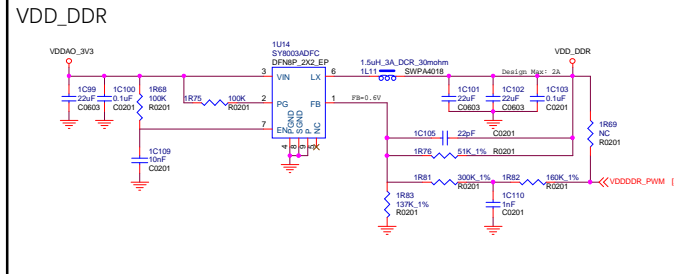 VDD_DDR
VDDAO_3V3
1U14
SY8003ADFC
DFN8P_2X2_EP
1.5uH_3A_DCR_30mohm
1L11
SWPA4018
VDD_DDR
Design Max: 2A
3
VIN
LX
6
1C99
22uF
C0603
1C100
0.1uF
C0201
1R68
100K
R0201
1R75
100K
R0201
2
PG
FB
1
FB=0.6V
7
EN
PGND
SGND
P
NC
4
8
9
5
1C101
22uF
C0603
1C102
22uF
C0603
1C103
0.1uF
C0201
1C109
10nF
C0201
1C105
22pF
C0201
1R76
51K_1%
R0201
1R69
NC
R0201
1R81
300K_1%
R0201
1R82
160K_1%
R0201
VDDDDR_PWM
1R83
137K_1%
R0201
1C110
1nF
C0201